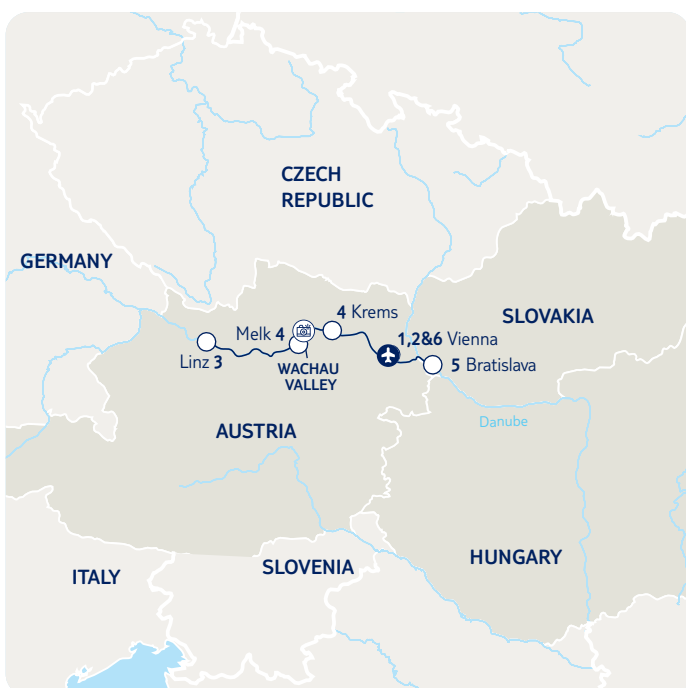 CZECH
REPUBLIC
GERMANY
4 Krems
SLOVAKIA
Melk 4
1,2&6 Vienna
Linz 3
WACHAU
VALLEY
5 Bratislava
Danube
AUSTRIA
HUNGARY
SLOVENIA
ITALY